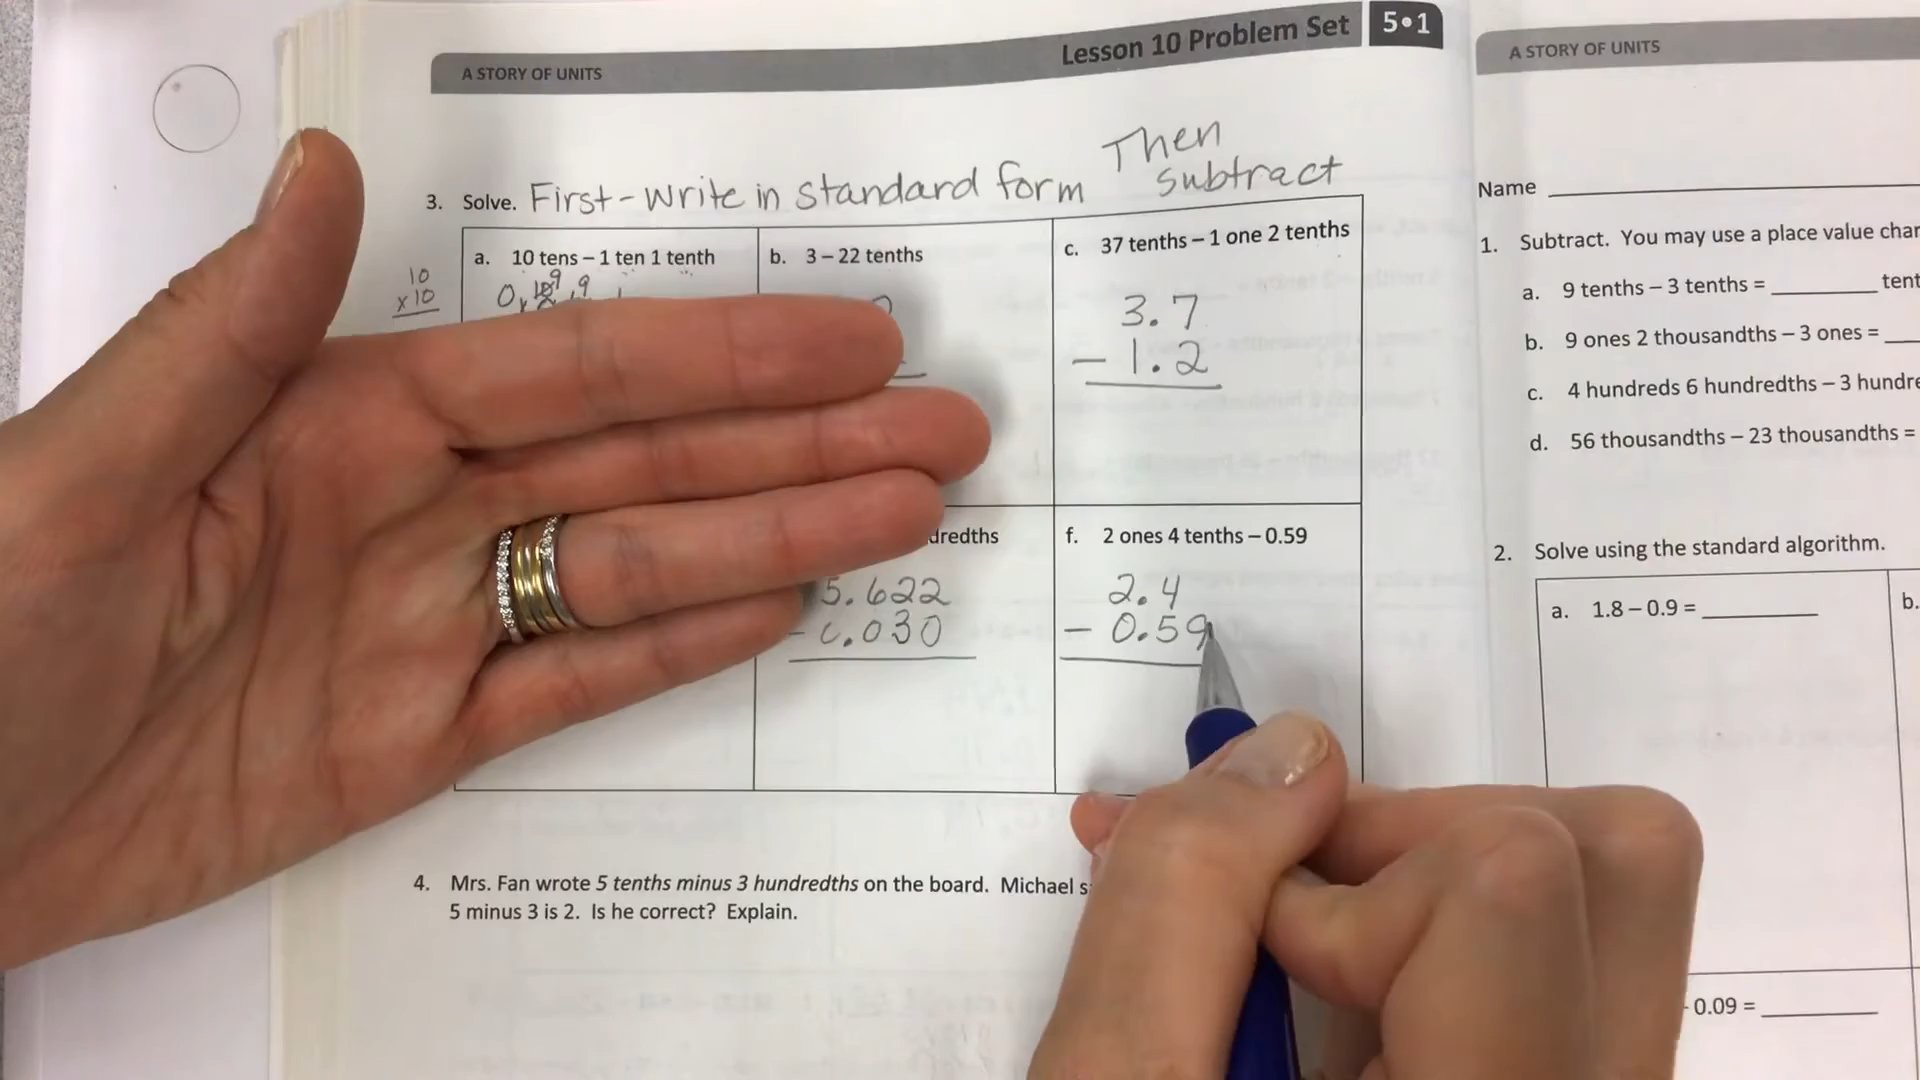 A STORY OF UNITS
Lesson 10 Problem Set 5•1
3. Solve. First - Write in standard form Then subtract
a. 10 tens – 1 ten 1 tenth
10
x 10
b. 3 – 22 tenths
c. 37 tenths – 1 one 2 tenths
3.7
- 1.2
dredths
5.622
.030
f. 2 ones 4 tenths – 0.59
2.4
- 0.59
4. Mrs. Fan wrote 5 tenths minus 3 hundredths on the board. Michael s
5 minus 3 is 2. Is he correct? Explain.
A STORY OF UNITS
Name
1. Subtract. You may use a place value char
a. 9 tenths – 3 tenths = tent
b. 9 ones 2 thousandths – 3 ones =
c. 4 hundreds 6 hundredths – 3 hundre
d. 56 thousandths – 23 thousandths =
2. Solve using the standard algorithm.
a. 1.8 – 0.9 =
b.
- 0.09 =